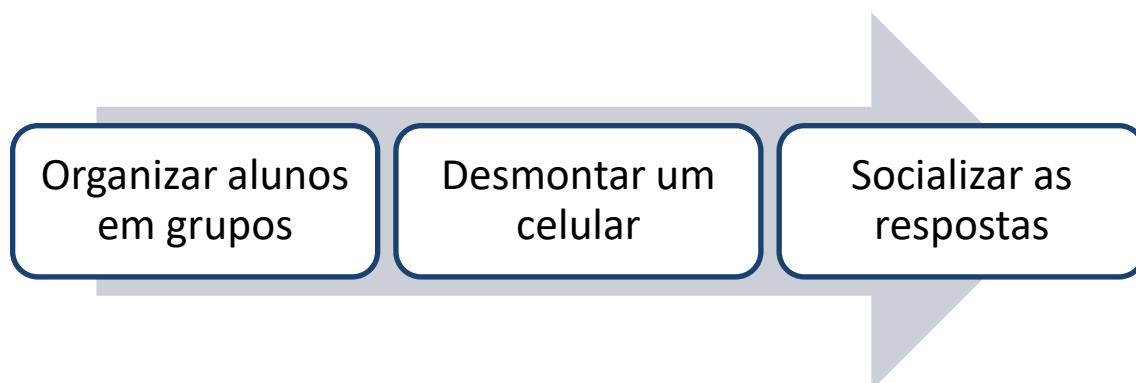 Organizar alunos
em grupos
Desmontar um
celular
Socializar as
respostas